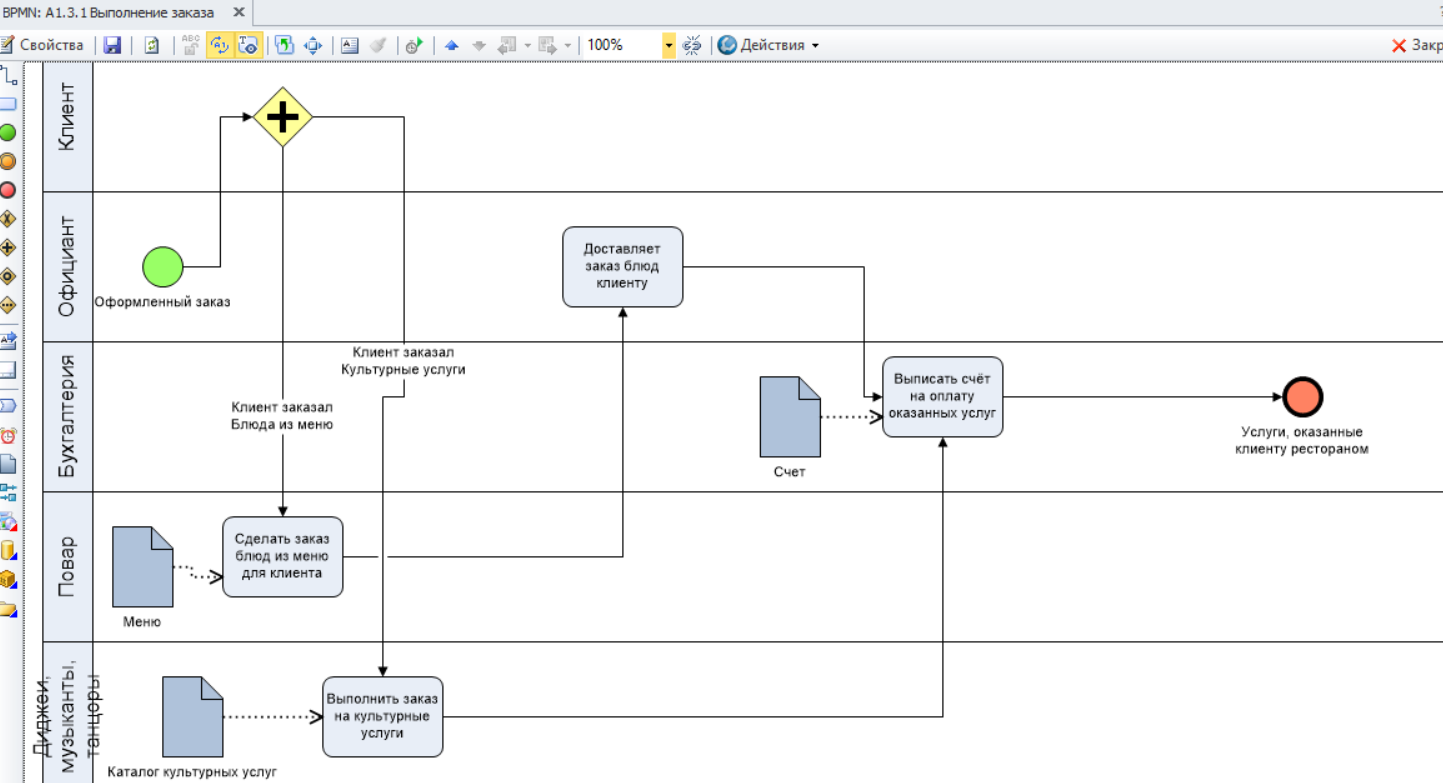 BPMN: A1.3.1 Выполнение заказа
Свойства
ABC
A1
100%
Действия
Закр
Клиент
Официант
Оформленный заказ
Доставляет
заказ блюд
клиенту
Бухгалтерия
Клиент заказал
Культурные услуги
Клиент заказал
Блюда из меню
Счет
Выписать счёт
на оплату
оказанных услуг
Услуги, оказанные
клиенту рестораном
Повар
Меню
Сделать заказ
блюд из меню
для клиента
Диджеи,
музыканты,
танцоры
Каталог культурных услуг
Выполнить заказ
на культурные
услуги